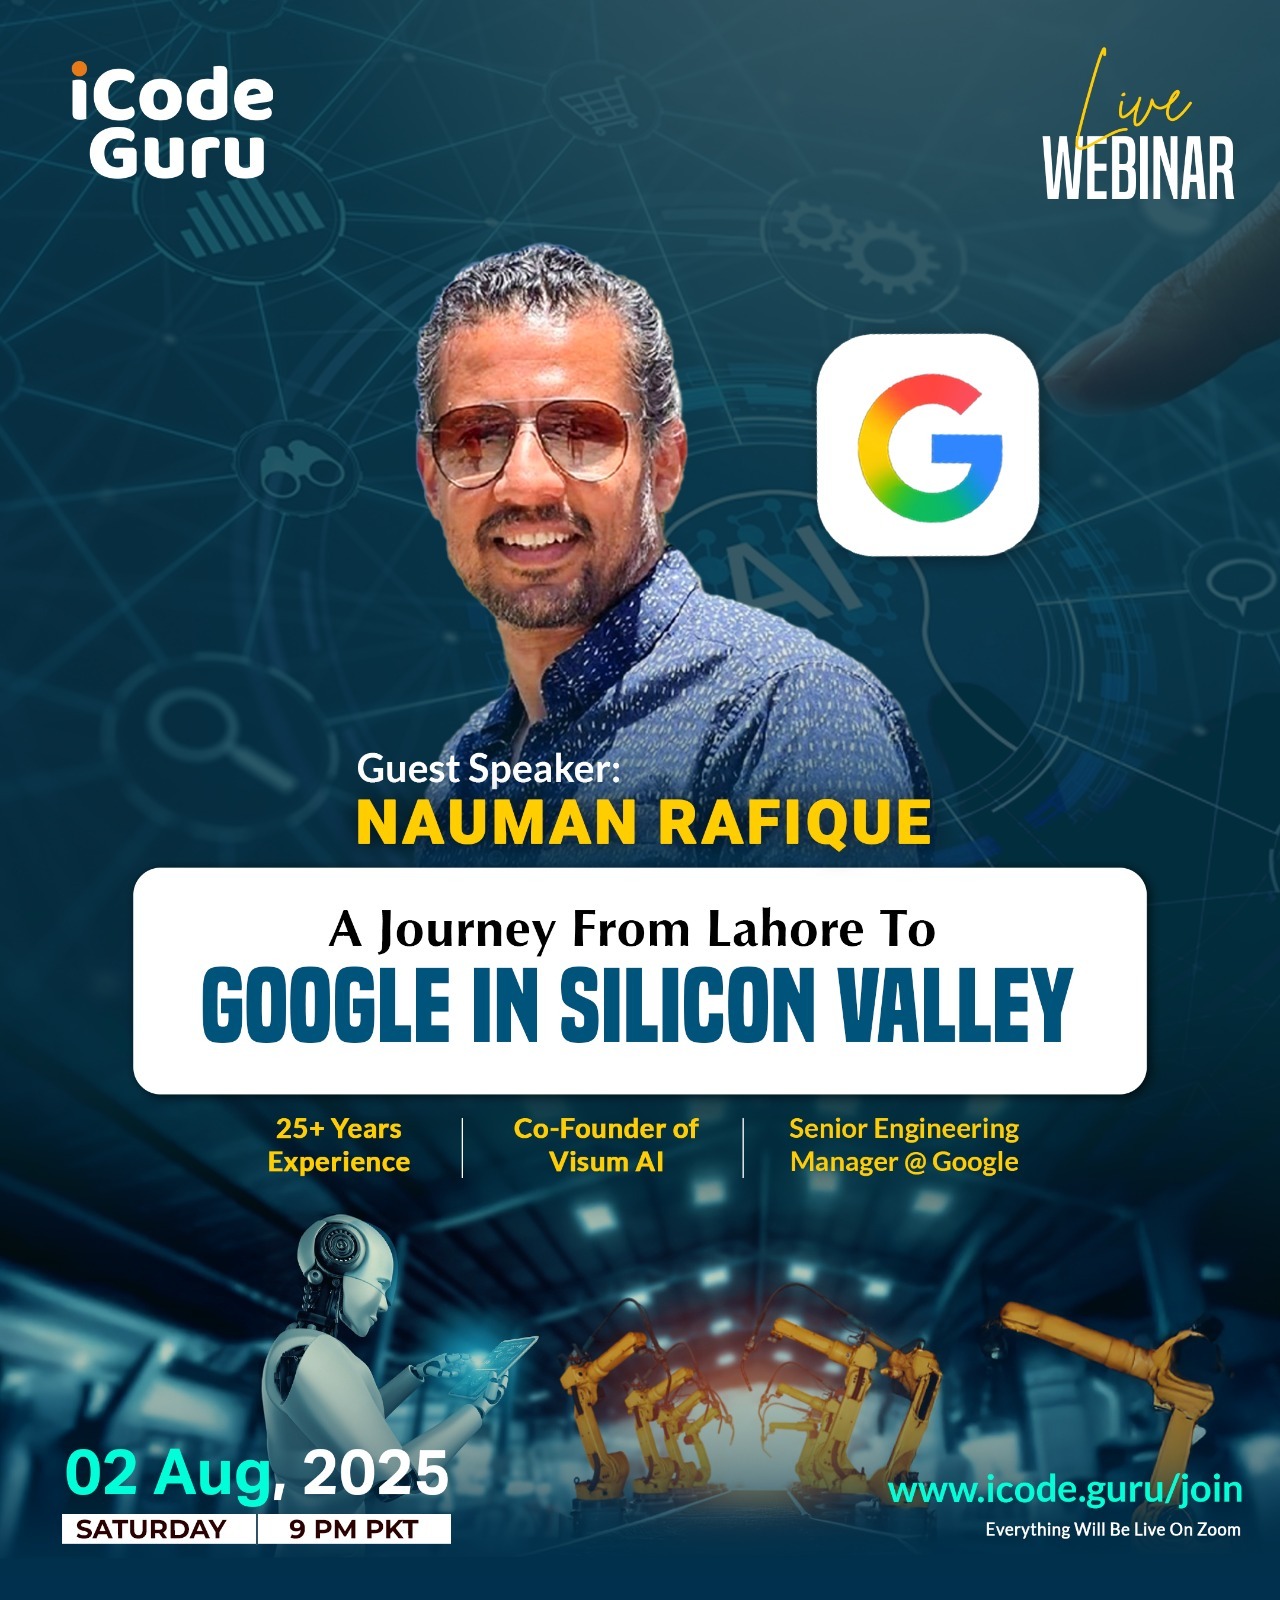 iCode
Guru
Live
WEBINAR
AI
Guest Speaker:
NAUMAN RAFIQUE
A Journey From Lahore To
GOOGLE IN SILICON VALLEY
25+ Years
Experience
Co-Founder of
Visum AI
Senior Engineering
Manager @ Google
02 Aug, 2025
SATURDAY
9 PM PKT
www.icode.guru/join
Everything Will Be Live On Zoom